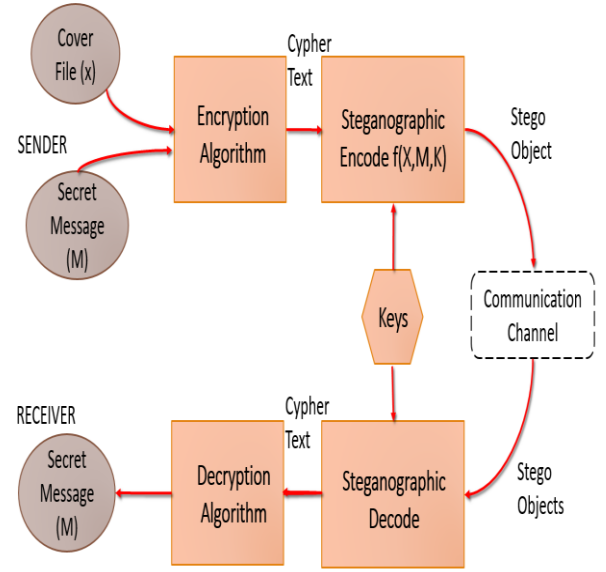 Cover
File (x)
SENDER
Secret
Message
(M)
Encryption
Algorithm
Cypher
Text
Steganographic
Encode f(X,M,K)
Stego
Object
Keys
Communication
Channel
RECEIVER
Secret
Message
(M)
Decryption
Algorithm
Cypher
Text
Steganographic
Decode
Stego
Objects